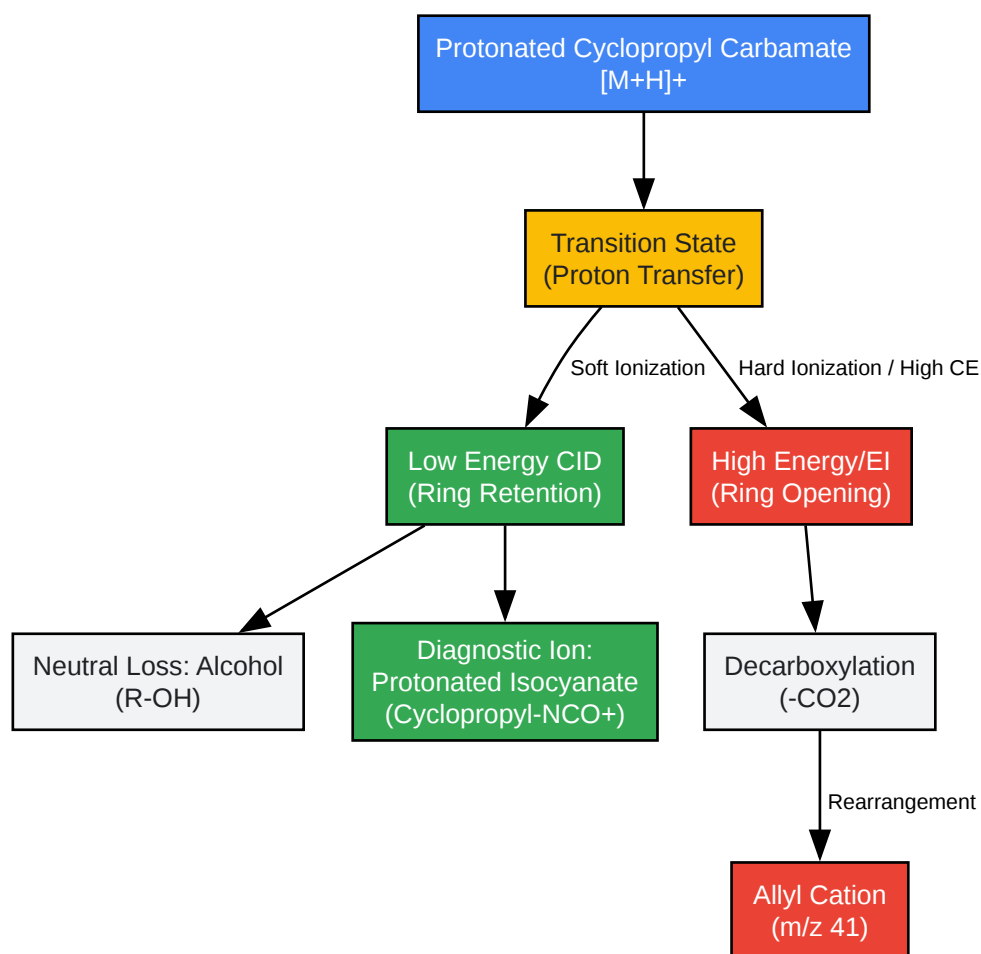 Protonated Cyclopropyl Carbamate
[M+H]+
Transition State
(Proton Transfer)
Soft Ionization
Hard Ionization / High CE
Low Energy CID
(Ring Retention)
High Energy/EI
(Ring Opening)
Neutral Loss: Alcohol
(R-OH)
Diagnostic Ion:
Protonated Isocyanate
(Cyclopropyl-NCO+)
Decarboxylation
(-CO2)
Rearrangement
Allyl Cation
(m/z 41)